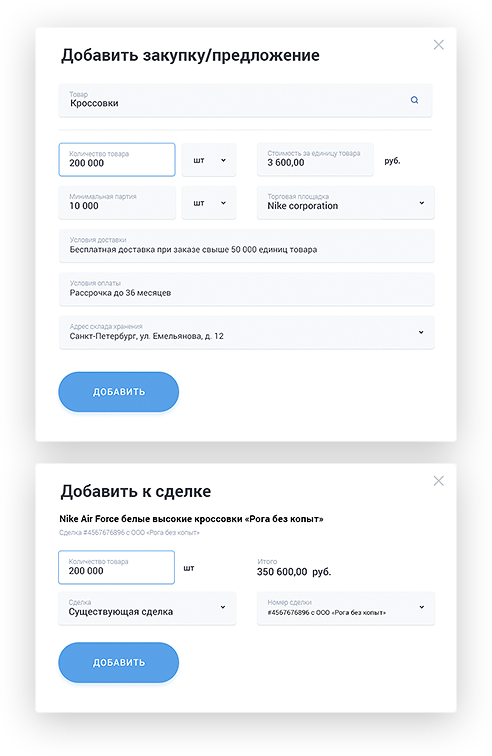 Добавить закупку/предложение
Товар
Кроссовки
Количество товара
200 000
шт
Стоимость за единицу товара
3 600,00
руб.
Минимальная партия
10 000
шт
Торговая площадка
Nike corporation
Условия доставки
Бесплатная доставка при заказе свыше 50 000 единиц товара
Условия оплаты
Рассрочка до 36 месяцев
Адрес склада хранения
Санкт-Петербург, ул. Емельянова, д. 12
ДОБАВИТЬ
Добавить к сделке
Nike Air Force белые высокие кроссовки «Рога без копыт»
Сделка #4567676896 с ООО «Рога без копыт»
Количество товара
200 000
шт
Итого
350 600,00 руб.
Сделка
Существующая сделка
Номер сделки
#4567676896 с ООО «Рога без копыт»
ДОБАВИТЬ